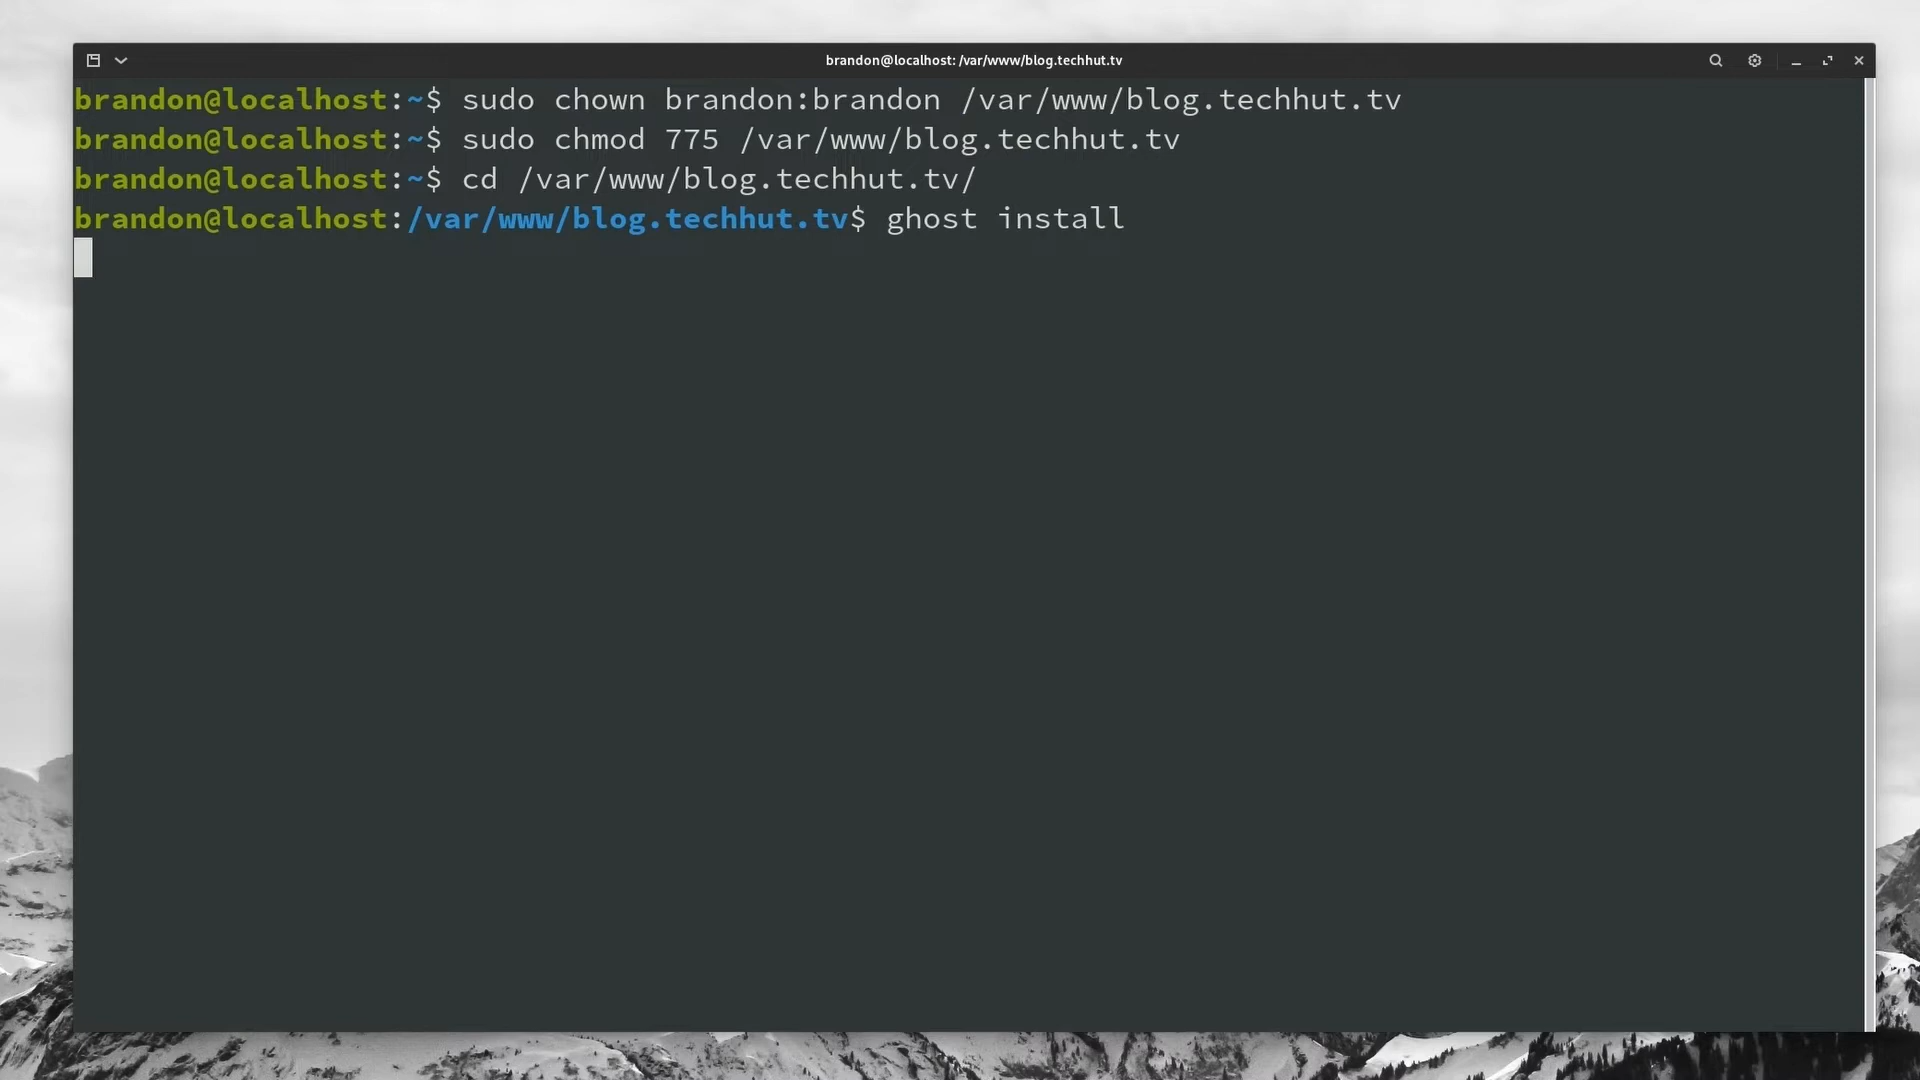 brandon@localhost: /var/www/blog.techhut.tv
brandon@localhost:~$ sudo chown brandon:brandon /var/www/blog.techhut.tv
brandon@localhost:~$ sudo chmod 775 /var/www/blog.techhut.tv
brandon@localhost:~$ cd /var/www/blog.techhut.tv/
brandon@localhost:/var/www/blog.techhut.tv$ ghost install